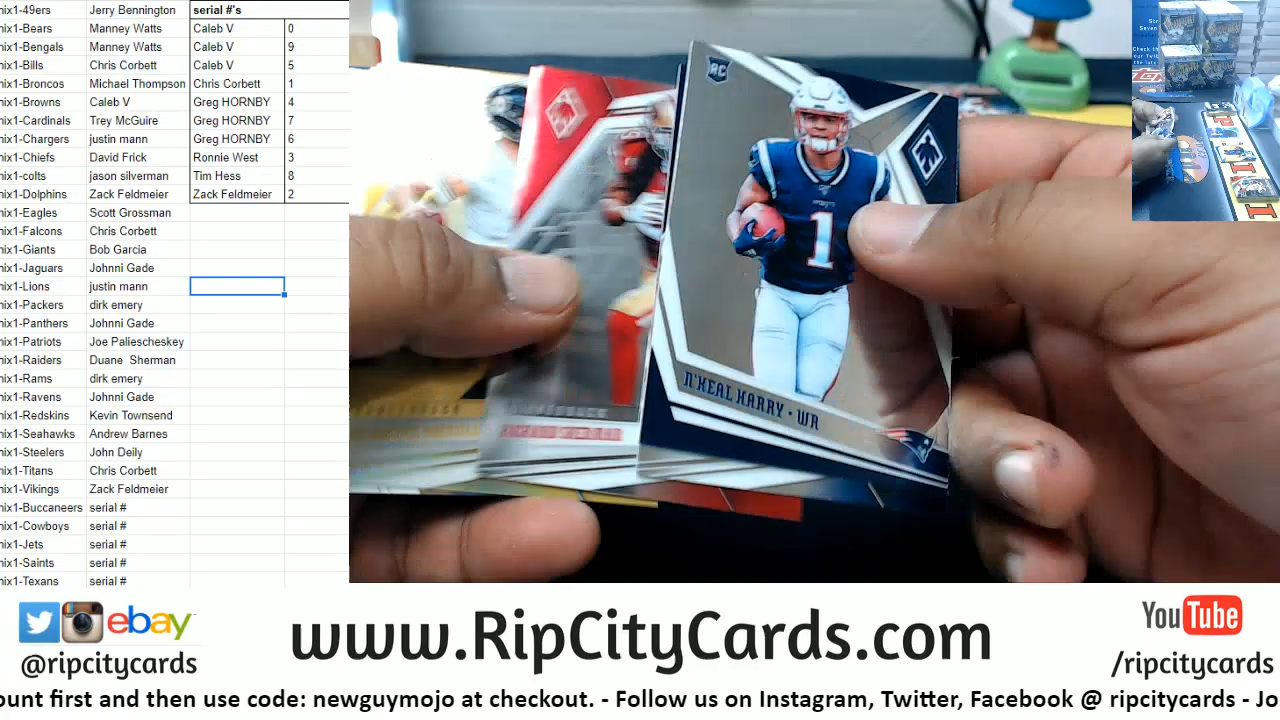 nix1-49ers Jerry Bennington serial #'s
nix1-Bears Manney Watts Caleb V 0
nix1-Bengals Manney Watts Caleb V 9
nix1-Bills Chris Corbett Caleb V 5
nix1-Broncos Michael Thompson Chris Corbett 1
nix1-Browns Caleb V Greg HORNBY 4
nix1-Cardinals Trey McGuire Greg HORNBY 7
nix1-Chargers justin mann Greg HORNBY 6
nix1-Chiefs David Frick Ronnie West 3
nix1-colts jason silverman Tim Hess 8
nix1-Dolphins Zack Feldmeier Zack Feldmeier 2
nix1-Eagles Scott Grossman
nix1-Falcons Chris Corbett
nix1-Giants Bob Garcia
nix1-Jaguars Johnni Gade
nix1-Lions justin mann
nix1-Packers dirk emery
nix1-Panthers Johnni Gade
nix1-Patriots Joe Paliescheskey
nix1-Raiders Duane Sherman
nix1-Rams dirk emery
nix1-Ravens Johnni Gade
nix1-Redskins Kevin Townsend
nix1-Seahawks Andrew Barnes
nix1-Steelers John Deily
nix1-Titans Chris Corbett
nix1-Vikings Zack Feldmeier
nix1-Buccaneers serial #
nix1-Cowboys serial #
nix1-Jets serial #
nix1-Saints serial #
nix1-Texans serial #
RC
1
N'KEAL HARRY • WR
ebay
@ripcitycards
www.RipCityCards.com
YouTube
/ripcitycards
ount first and then use code: newguymojo at checkout. - Follow us on Instagram, Twitter, Facebook @ ripcitycards - Jo